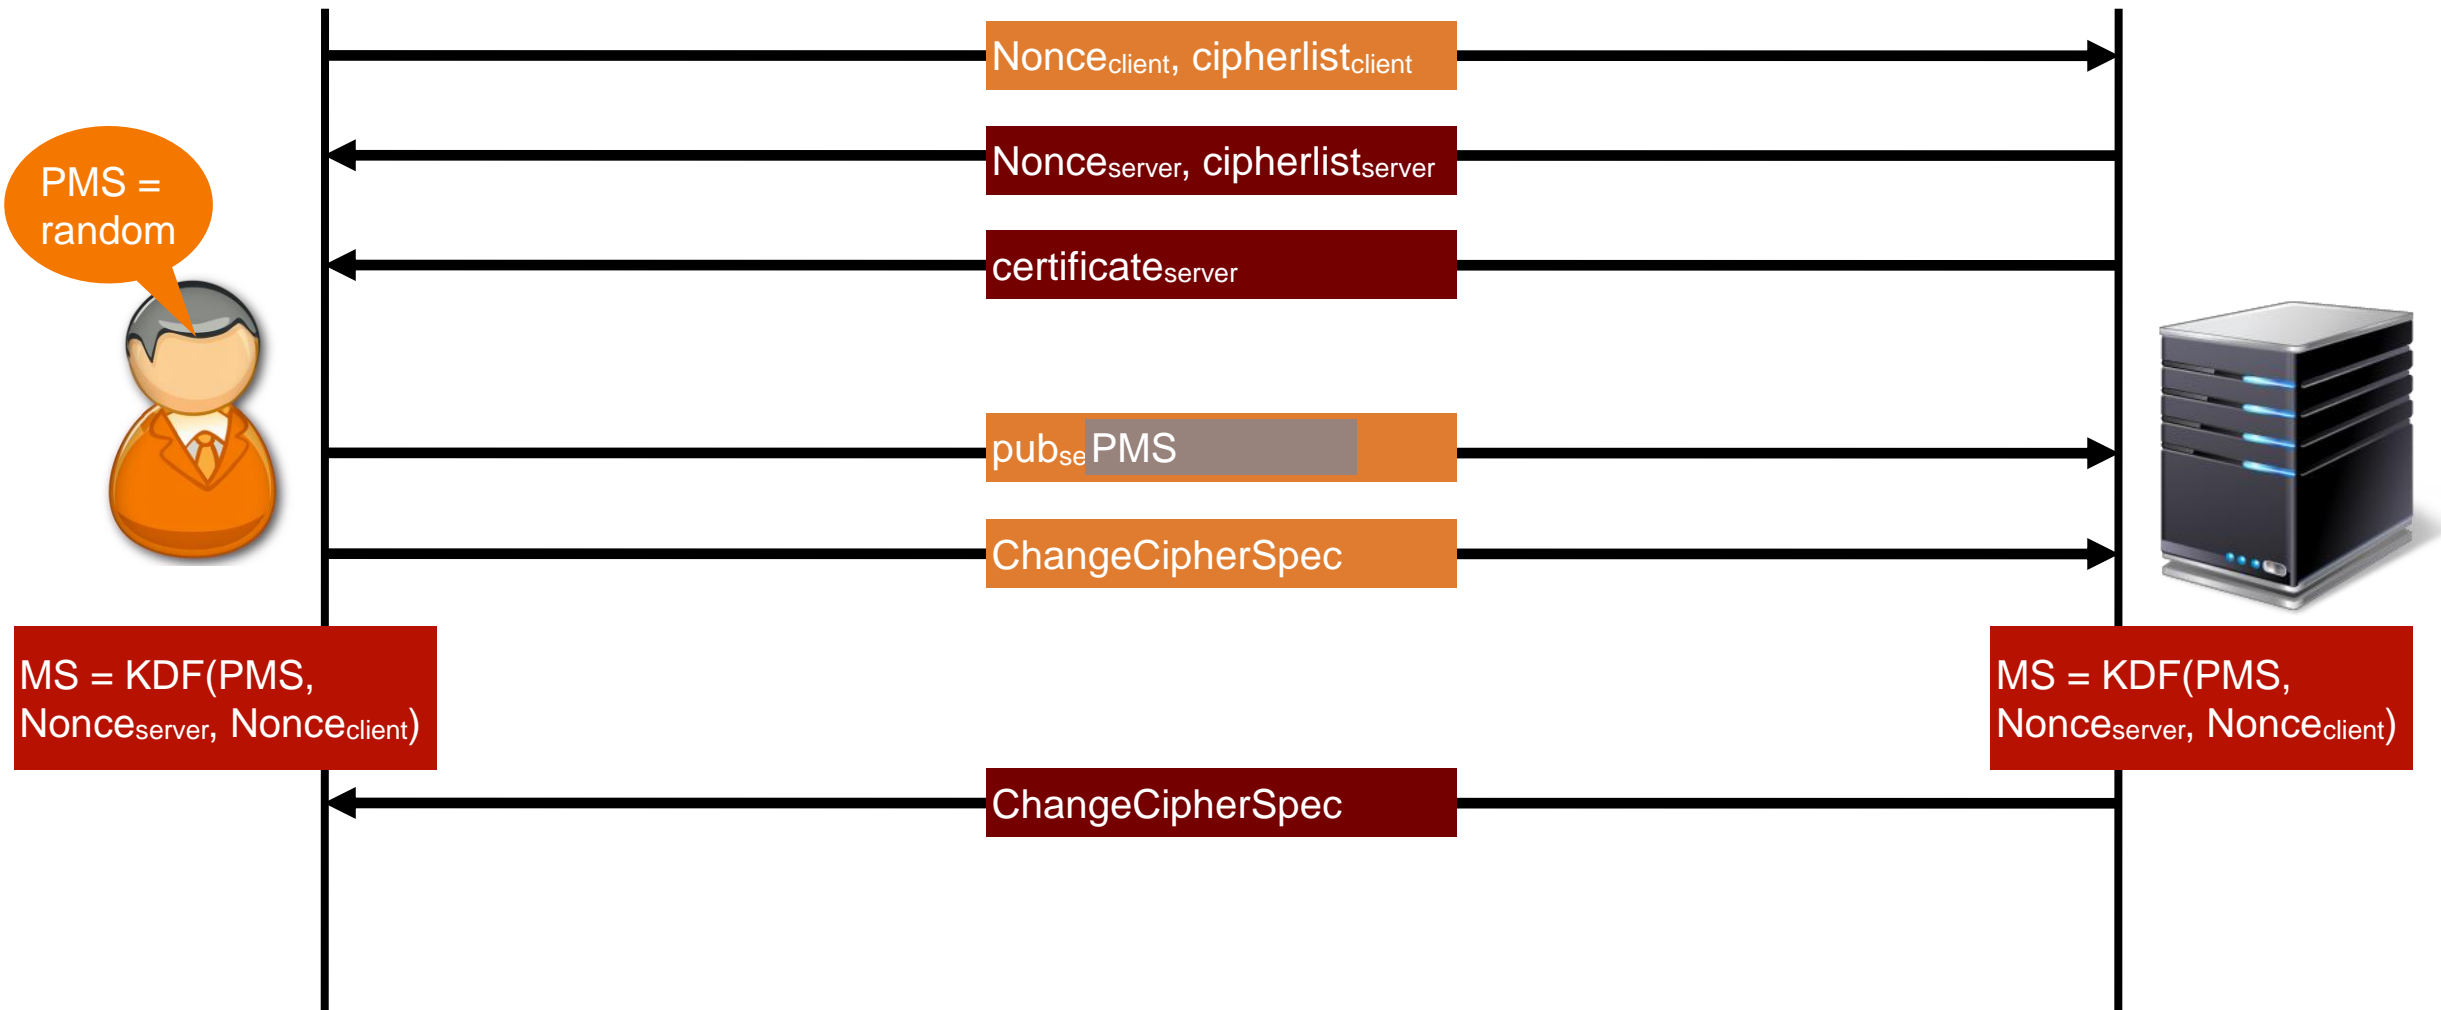 Nonceclient, cipherlistclient
Nonceserver, cipherlistserver
PMS =
random
certificateserver
pubse PMS
ChangeCipherSpec
MS = KDF(PMS,
Nonceserver, Nonceclient)
MS = KDF(PMS,
Nonceserver, Nonceclient)
ChangeCipherSpec